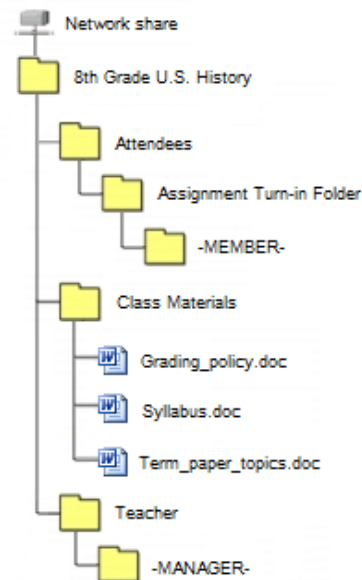 Network share
8th Grade U.S. History
Attendees
Assignment Turn-in Folder
-MEMBER-
Class Materials
Grading_policy.doc
Syllabus.doc
Term_paper_topics.doc
Teacher
-MANAGER-